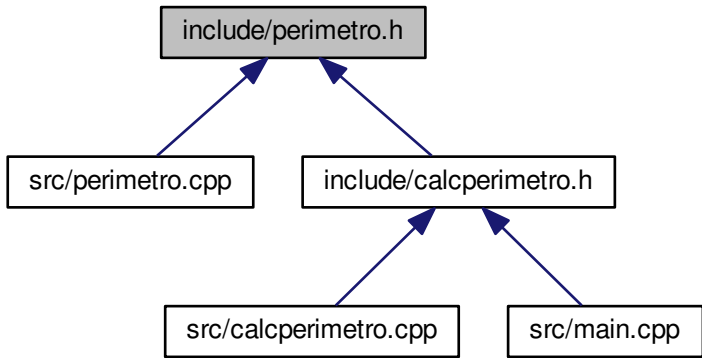 include/perimetro.h
src/perimetro.cpp
include/calcperimetro.h
src/calcperimetro.cpp
src/main.cpp